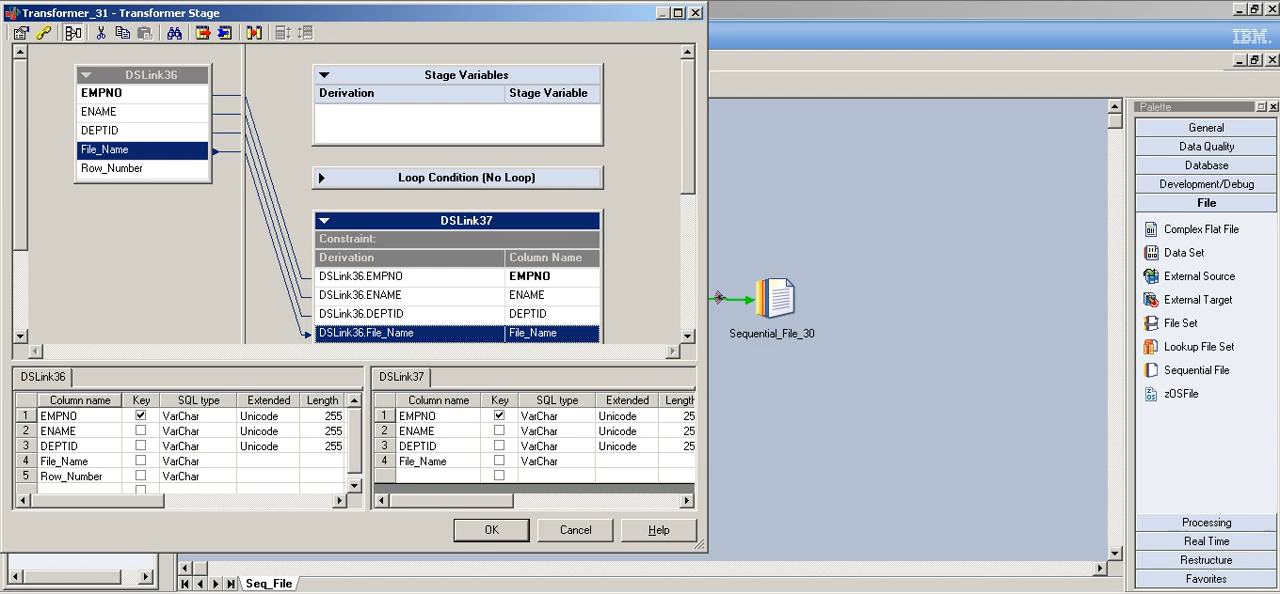 Transformer_31 - Transformer Stage
IBM.
DSLink36
EMPNO
ENAME
DEPTID
File_Name
Row_Number
Stage Variables
Derivation Stage Variable
Loop Condition (No Loop)
DSLink37
Constraint:
Derivation Column Name
DSLink36.EMPNO EMPNO
DSLink36.ENAME ENAME
DSLink36.DEPTID DEPTID
DSLink36.File_Name File_Name
DSLink36
Column name Key SQL type Extended Length
1 EMPNO VarChar Unicode 255
2 ENAME VarChar Unicode 255
3 DEPTID VarChar Unicode 255
4 File_Name VarChar
5 Row_Number VarChar
DSLink37
Column name Key SQL type Extended Length
1 EMPNO VarChar Unicode 25
2 ENAME VarChar Unicode 25
3 DEPTID VarChar Unicode 25
4 File_Name VarChar
OK Cancel Help
Sequential_File_30
Seq_File
Palette
General
Data Quality
Database
Development/Debug
File
Complex Flat File
Data Set
External Source
External Target
File Set
Lookup File Set
Sequential File
zOSFile
Processing
Real Time
Restructure
Favorites